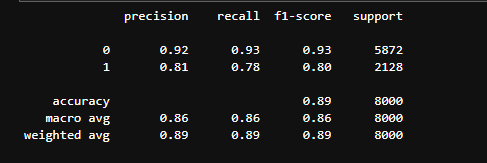 precision recall f1-score support
0 0.92 0.93 0.93 5872
1 0.81 0.78 0.80 2128
accuracy 0.89 8000
macro avg 0.86 0.86 0.86 8000
weighted avg 0.89 0.89 0.89 8000